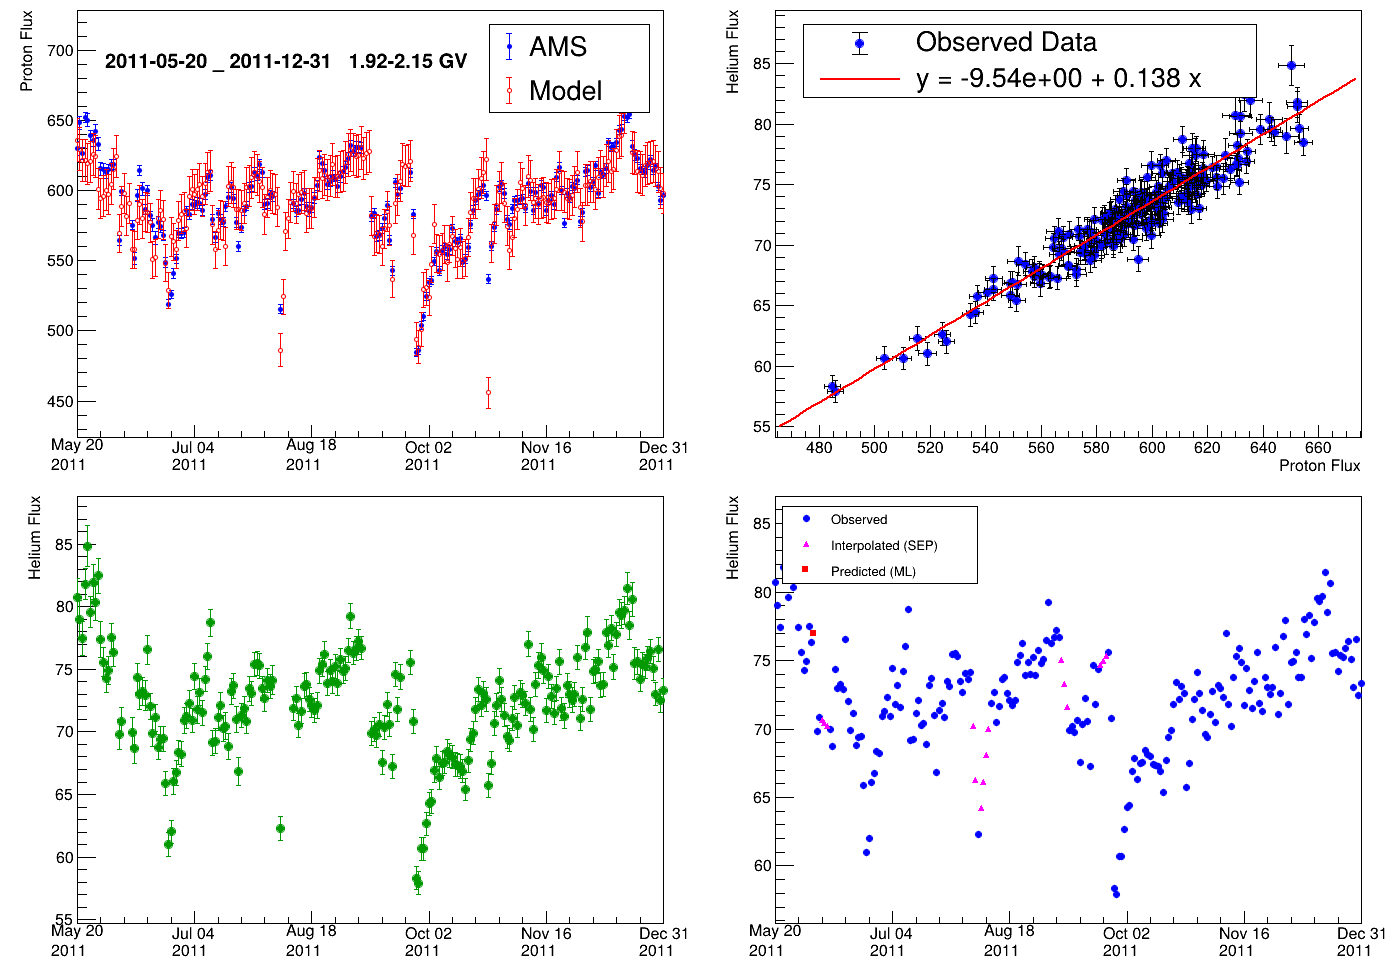 Proton Flux
700
650
600
550
500
450
2011-05-20 _ 2011-12-31 1.92-2.15 GV
AMS
Model
May 20
2011
Jul 04
2011
Aug 18
2011
Oct 02
2011
Nov 16
2011
Dec 31
2011
Helium Flux
85
80
75
70
65
60
55
Observed Data
y = -9.54e+00 + 0.138 x
480 500 520 540 560 580 600 620 640 660
Proton Flux
Helium Flux
85
80
75
70
65
60
55
May 20
2011
Jul 04
2011
Aug 18
2011
Oct 02
2011
Nov 16
2011
Dec 31
2011
Helium Flux
85
80
75
70
65
60
Observed
Interpolated (SEP)
Predicted (ML)
May 20
2011
Jul 04
2011
Aug 18
2011
Oct 02
2011
Nov 16
2011
Dec 31
2011